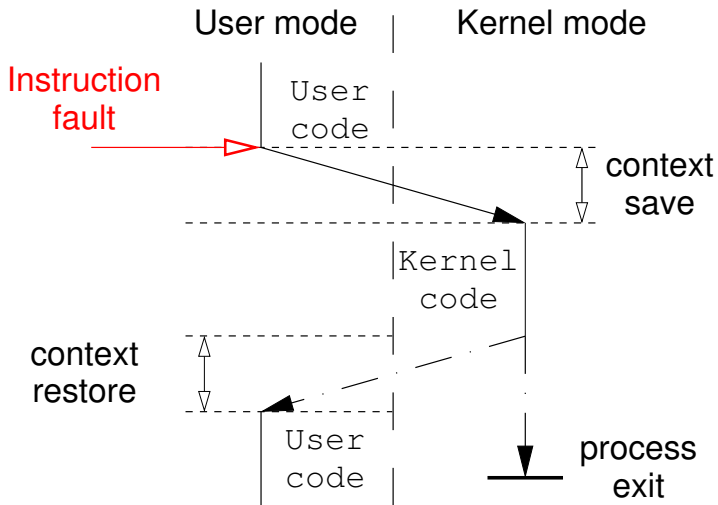 User mode
Kernel mode
Instruction
fault
User
code
context
save
Kernel
code
context
restore
User
code
process
exit